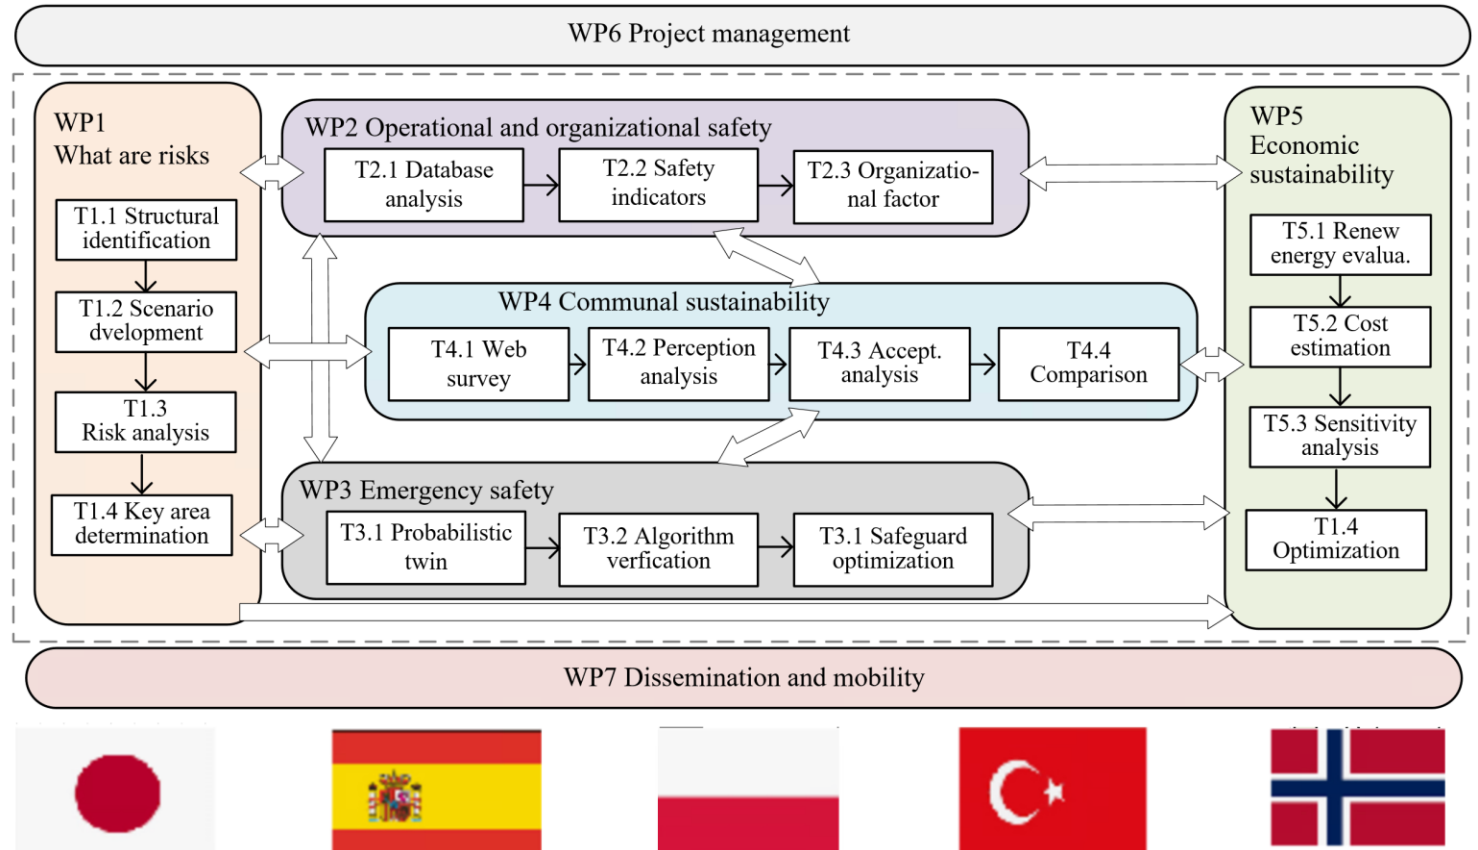 WP6 Project management
WP1
What are risks
T1.1 Structural
identification
T1.2 Scenario
dvelopment
T1.3
Risk analysis
T1.4 Key area
determination
WP2 Operational and organizational safety
T2.1 Database
analysis
T2.2 Safety
indicators
T2.3 Organizatio-
nal factor
WP4 Communal sustainability
T4.1 Web
survey
T4.2 Perception
analysis
T4.3 Accept.
analysis
T4.4
Comparison
WP3 Emergency safety
T3.1 Probabilistic
twin
T3.2 Algorithm
verfication
T3.1 Safeguard
optimization
WP5
Economic
sustainability
T5.1 Renew
energy evalua.
T5.2 Cost
estimation
T5.3 Sensitivity
analysis
T1.4
Optimization
WP7 Dissemination and mobility